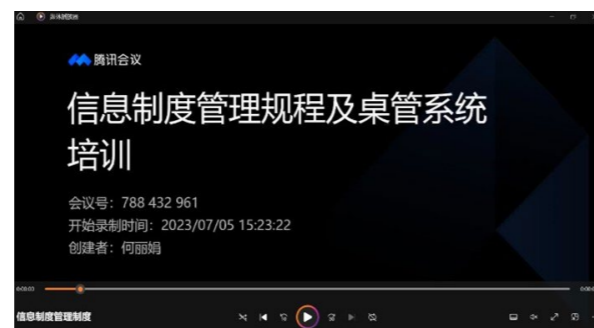 腾讯会议
信息制度管理规程及桌管系统
培训
会议号：788 432 961
开始录制时间：2023/07/05 15:23:22
创建者：何丽娟
信息制度管理制度